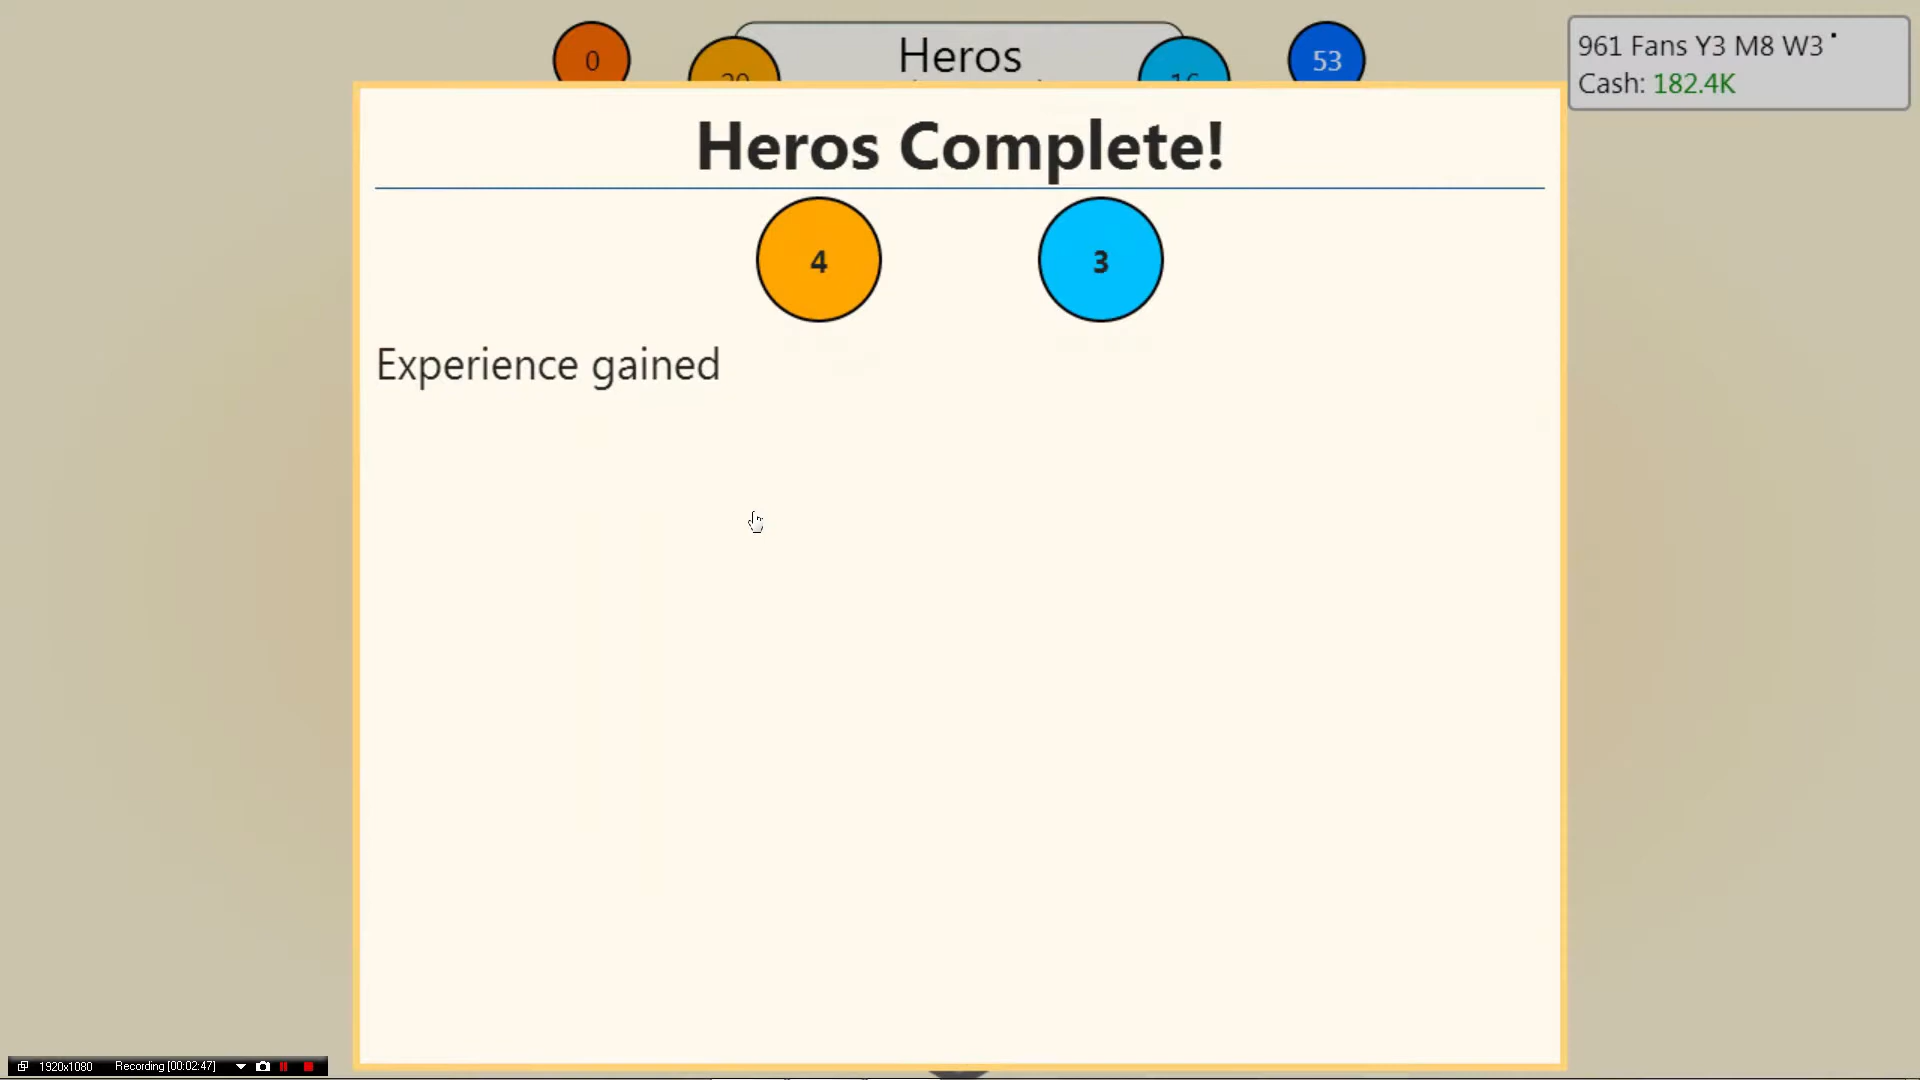 0
Heros
53
961 Fans Y3 M8 W3
Cash: 182.4K
Heros Complete!
4
3
Experience gained
1920x1080 Recording [00:02:47]